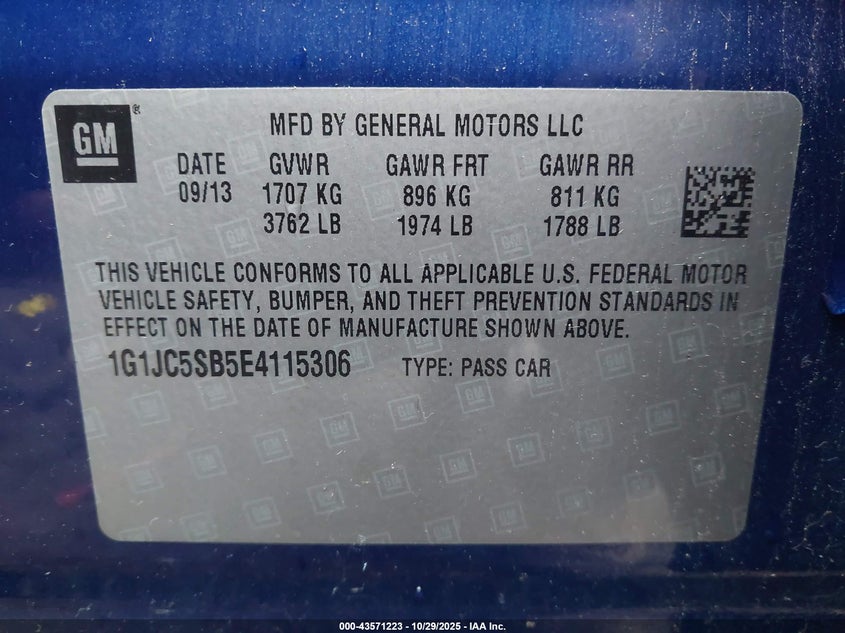 GM ®
MFD BY GENERAL MOTORS LLC
DATE GVWR GAWR FRT GAWR RR
09/13 1707 KG 896 KG 811 KG
3762 LB 1974 LB 1788 LB
THIS VEHICLE CONFORMS TO ALL APPLICABLE U.S. FEDERAL MOTOR
VEHICLE SAFETY, BUMPER, AND THEFT PREVENTION STANDARDS IN
EFFECT ON THE DATE OF MANUFACTURE SHOWN ABOVE.
1G1JC5SB5E4115306 TYPE: PASS CAR
000-43571223 - 10/29/2025 - IAA Inc.